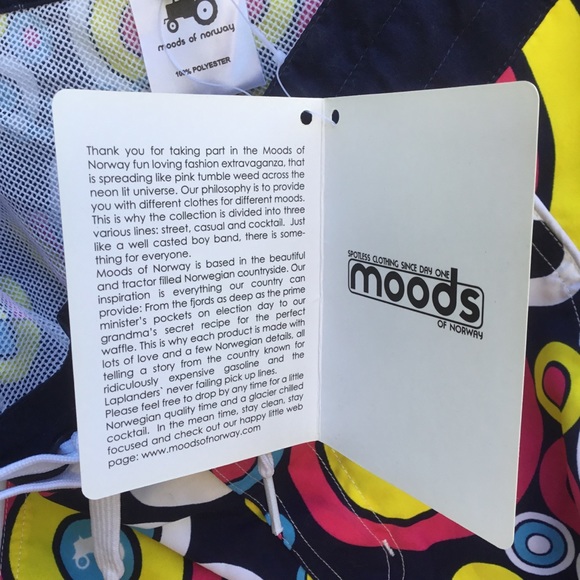 moods of norway
100% POLYESTER
Thank you for taking part in the Moods of
Norway fun loving fashion extravaganza, that
is spreading like pink tumble weed across the
neon lit universe. Our philosophy is to provide
you with different clothes for different moods.
This is why the collection is divided into three
various lines: street, casual and cocktail. Just
like a well casted boy band, there is some-
thing for everyone.
Moods of Norway is based in the beautiful
and tractor filled Norwegian countryside. Our
inspiration is everything our country can
provide: From the fjords as deep as the prime
minister's pockets on election day to our
grandma's secret recipe for the perfect
waffle. This is why each product is made with
lots of love and a few Norwegian details, all
telling a story from the country known for
ridiculously expensive gasoline and the
Laplanders' never failing pick up lines.
Please feel free to drop by any time for a little
Norwegian quality time and a glacier chilled
cocktail. In the mean time, stay clean, stay
focused and check out our happy little web
page: www.moodsofnorway.com
SPOTLESS CLOTHING SINCE DAY ONE
moods
OF NORWAY